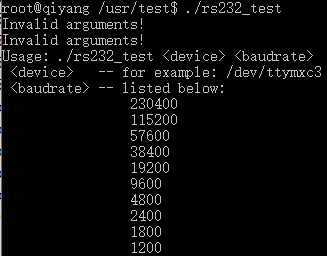 root@qiyang /usr/test$ ./rs232_test
Invalid arguments!
Invalid arguments!
Usage: ./rs232_test <device> <baudrate>
<device>   -- for example: /dev/ttymxc3
<baudrate> -- listed below:
230400
115200
57600
38400
19200
9600
4800
2400
1800
1200